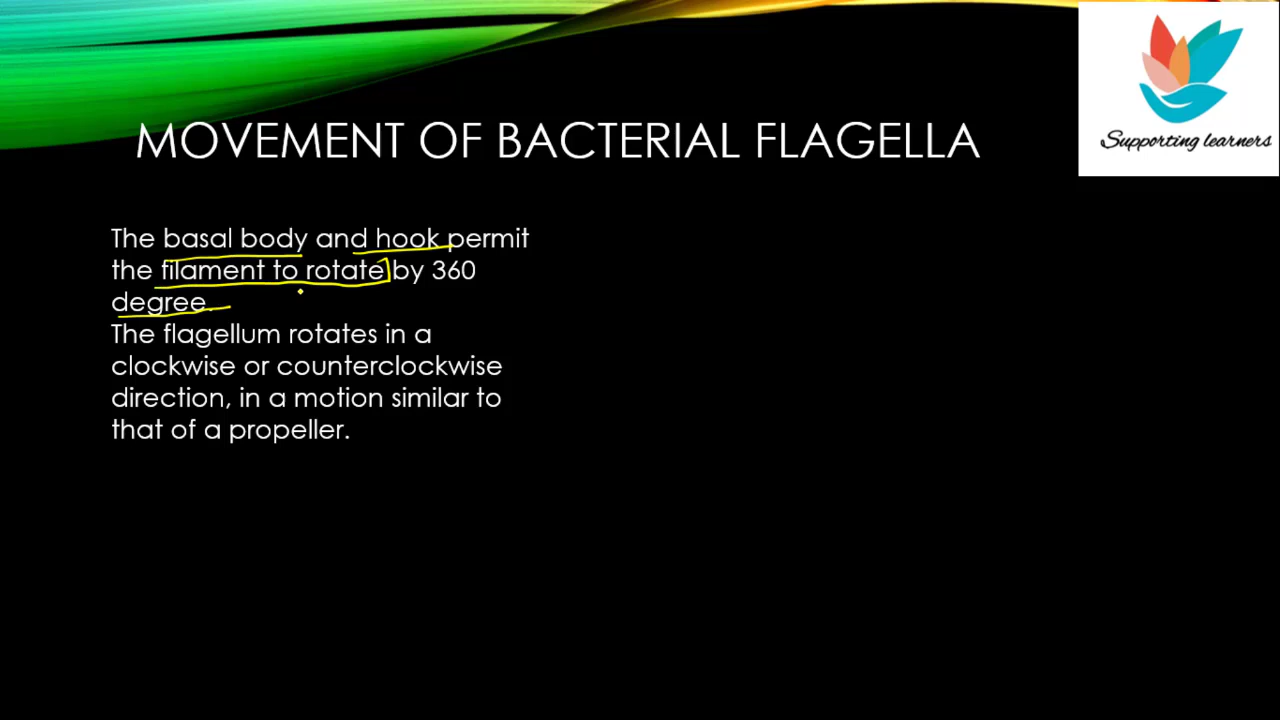 MOVEMENT OF BACTERIAL FLAGELLA
Supporting learners
The basal body and hook permit
the filament to rotate by 360
degree.
The flagellum rotates in a
clockwise or counterclockwise
direction, in a motion similar to
that of a propeller.